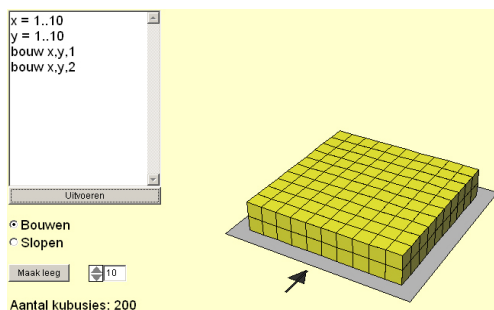 x = 1..10
y = 1..10
bouw x,y,1
bouw x,y,2
Uitvoeren
Bouwen
Slopen
Maak leeg
10
Aantal kubusjes: 200